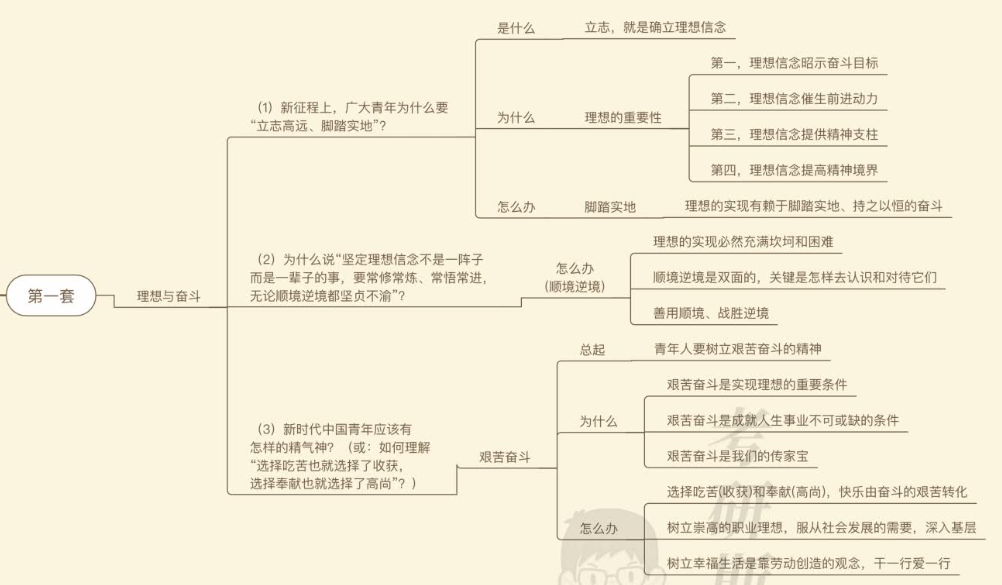 第一套
理想与奋斗
(1)新征程上，广大青年为什么要
“立志高远、脚踏实地”？
是什么
立志，就是确立理想信念
为什么
理想的重要性
第一，理想信念昭示奋斗目标
第二，理想信念催生前进动力
第三，理想信念提供精神支柱
第四，理想信念提高精神境界
怎么办
脚踏实地
理想的实现有赖于脚踏实地、持之以恒的奋斗
(2)为什么说“坚定理想信念不是一阵子
而是一辈子的事，要常修常炼、常悟常进，
无论顺境逆境都坚贞不渝”？
怎么办
(顺境逆境)
理想的实现必然充满坎坷和困难
顺境逆境是双面的，关键是怎样去认识和对待它们
善用顺境、战胜逆境
(3)新时代中国青年应该有
怎样的精气神？(或：如何理解
“选择吃苦也就选择了收获，
选择奉献也就选择了高尚”？)
艰苦奋斗
总起
青年人要树立艰苦奋斗的精神
为什么
艰苦奋斗是实现理想的重要条件
艰苦奋斗是成就人生事业不可或缺的条件
艰苦奋斗是我们的传家宝
怎么办
选择吃苦(收获)和奉献(高尚)，快乐由奋斗的艰苦转化
树立崇高的职业理想，服从社会发展的需要，深入基层
树立幸福生活是靠劳动创造的观念，干一行爱一行
考研